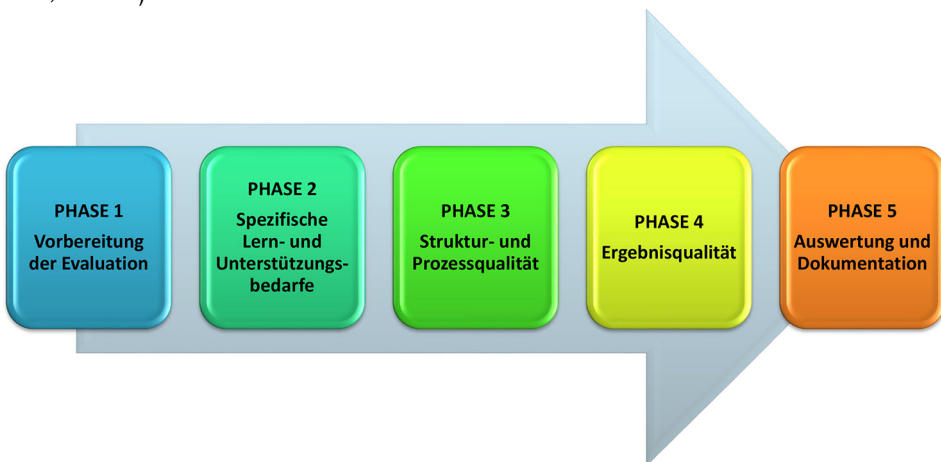 PHASE 1
Vorbereitung
der Evaluation
PHASE 2
Spezifische
Lern- und
Unterstützungs-
bedarfe
PHASE 3
Struktur- und
Prozessqualität
PHASE 4
Ergebnisqualität
PHASE 5
Auswertung und
Dokumentation